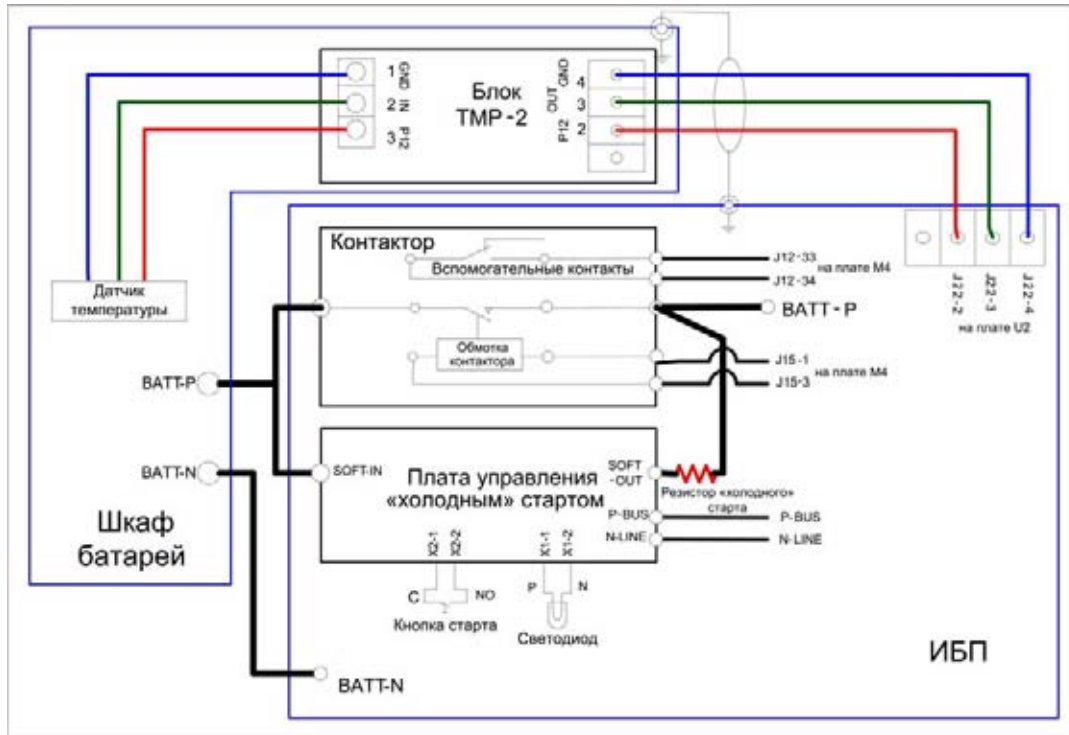 1 GND
2 IN
3 P12
Блок
TMP-2
GND 4
OUT 3
P12 2
Контактор
Вспомогательные контакты
J12-33
J12-34
на плате M4
BATT-P
Обмотка
контактора
J15-1
J15-3
на плате M4
J22-2
J22-3
J22-4
на плате U2
Датчик
температуры
BATT-P
BATT-N
Шкаф
батарей
SOFT-IN
Плата управления
«холодным» стартом
SOFT
-OUT
Резистор «холодного»
старта
P-BUS
P-BUS
N-LINE
N-LINE
X2-1
X2-2
X1-1
X1-2
C
NO
Кнопка старта
P
N
Светодиод
ИБП
BATT-N